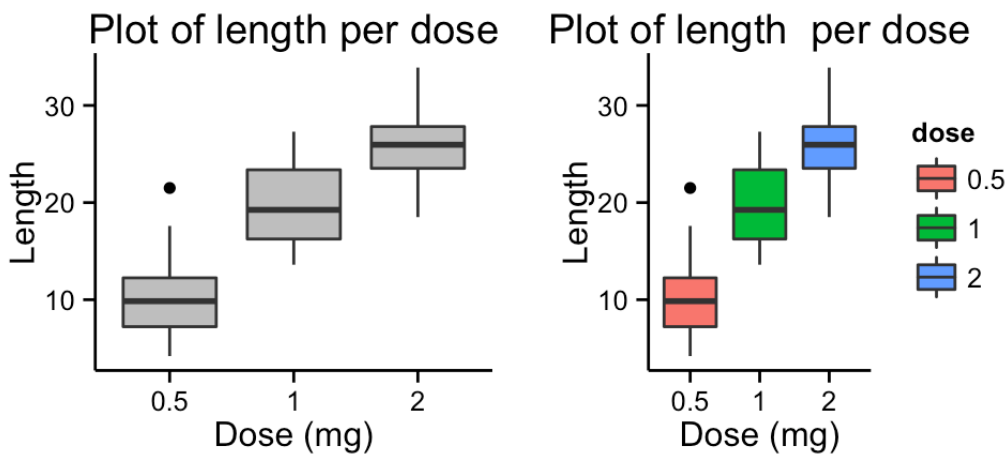 Plot of length per dose
Length
30
20
10
0.5 1 2
Dose (mg)
Plot of length  per dose
Length
30
20
10
0.5 1 2
Dose (mg)
dose
0.5
1
2